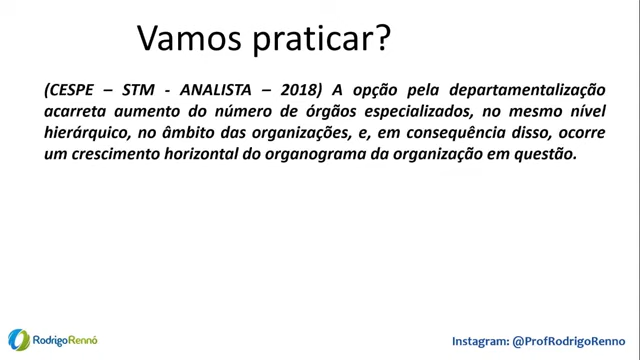 Vamos praticar?
(CESPE – STM - ANALISTA – 2018) A opção pela departamentalização
acarreta aumento do número de órgãos especializados, no mesmo nível
hierárquico, no âmbito das organizações, e, em consequência disso, ocorre
um crescimento horizontal do organograma da organização em questão.
RodrigoRennó
Instagram: @ProfRodrigoRenno